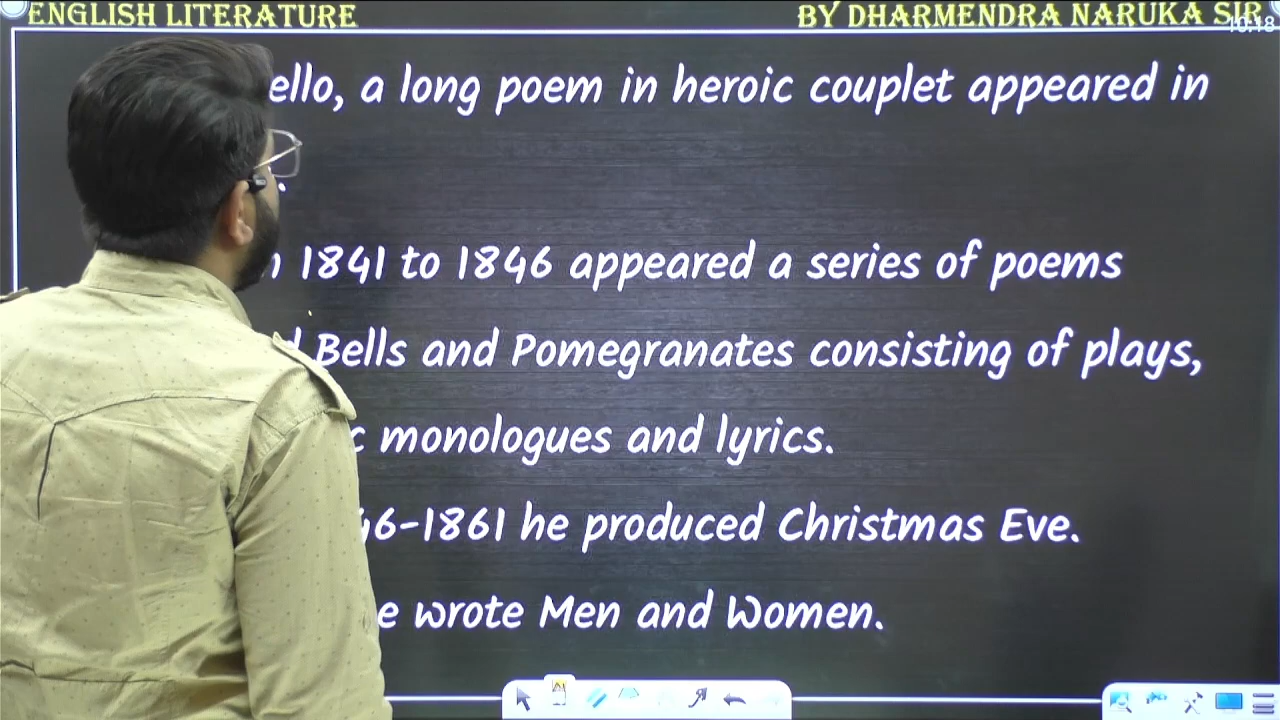 ENGLISH LITERATURE
BY DHARMENDRA NARUKA SIR
10:18
ello, a long poem in heroic couplet appeared in
1841 to 1846 appeared a series of poems
Bells and Pomegranates consisting of plays,
c monologues and lyrics.
6-1861 he produced Christmas Eve.
e wrote Men and Women.